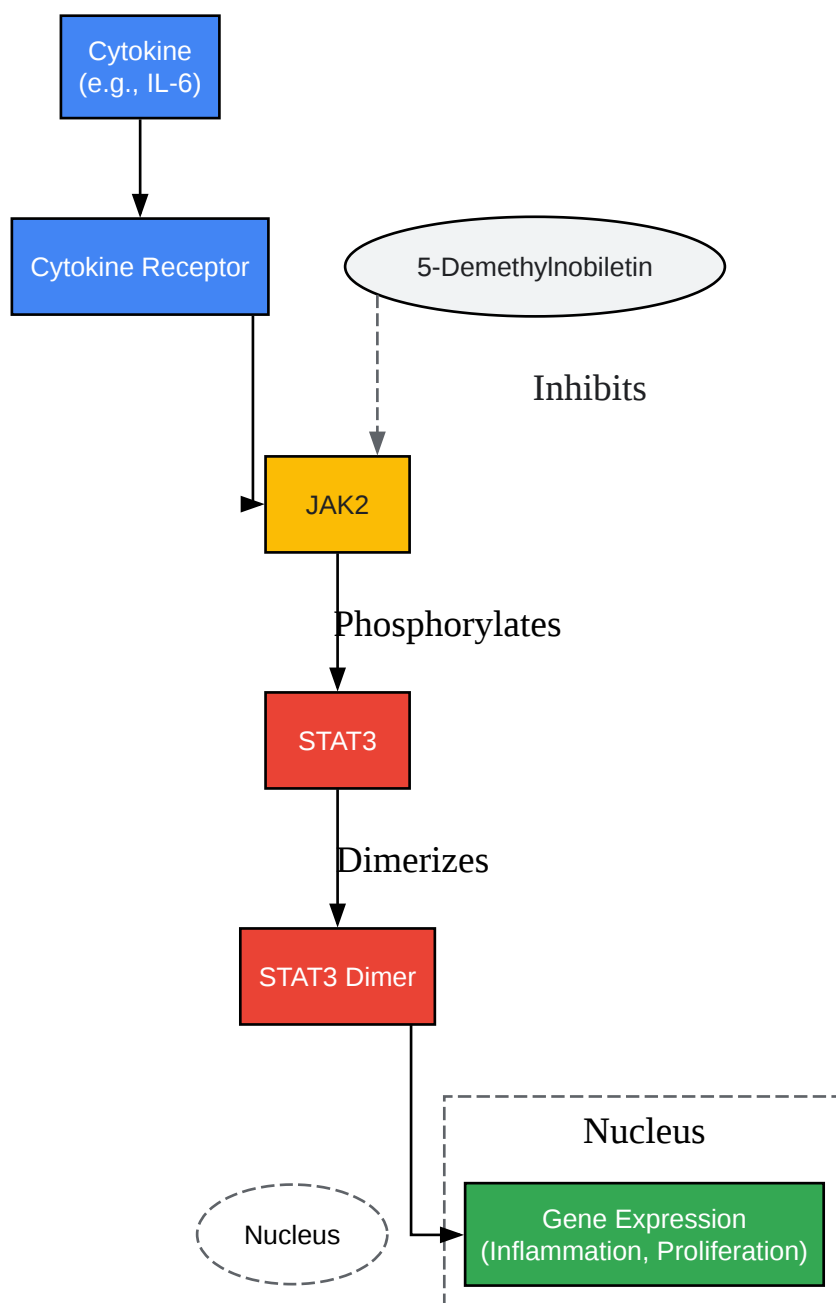 Cytokine
(e.g., IL-6)
Cytokine Receptor
5-Demethylnobiletin
Inhibits
JAK2
Phosphorylates
STAT3
Dimerizes
STAT3 Dimer
Nucleus
Nucleus
Gene Expression
(Inflammation, Proliferation)